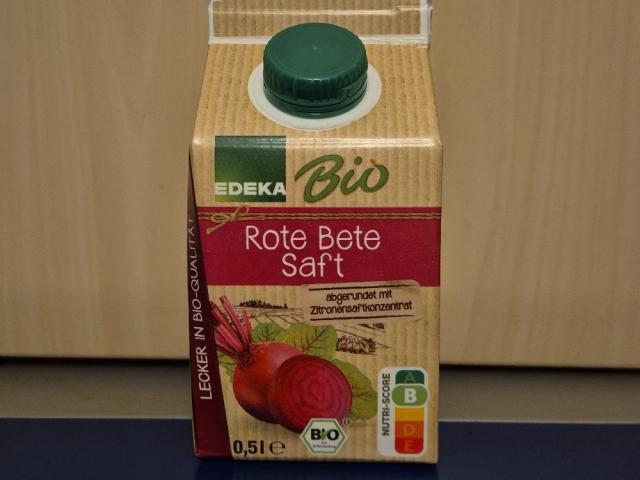 EDEKA
Bio
Rote Bete
Saft
abgerundet mit
Zitronensaftkonzentrat
LECKER IN BIO-QUALITÄT
NUTRI-SCORE
A
B
D
E
BIO
0,5l e